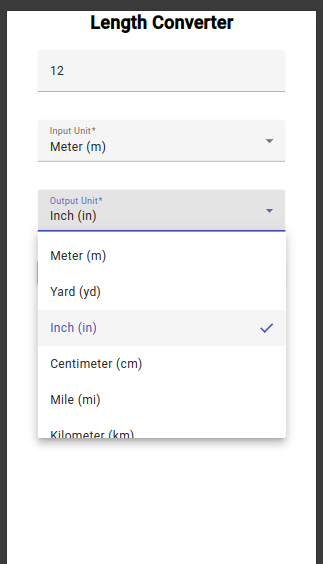 Length Converter
12
Input Unit*
Meter (m)
Output Unit*
Inch (in)
Meter (m)
Yard (yd)
Inch (in)
Centimeter (cm)
Mile (mi)
Kilometer (km)